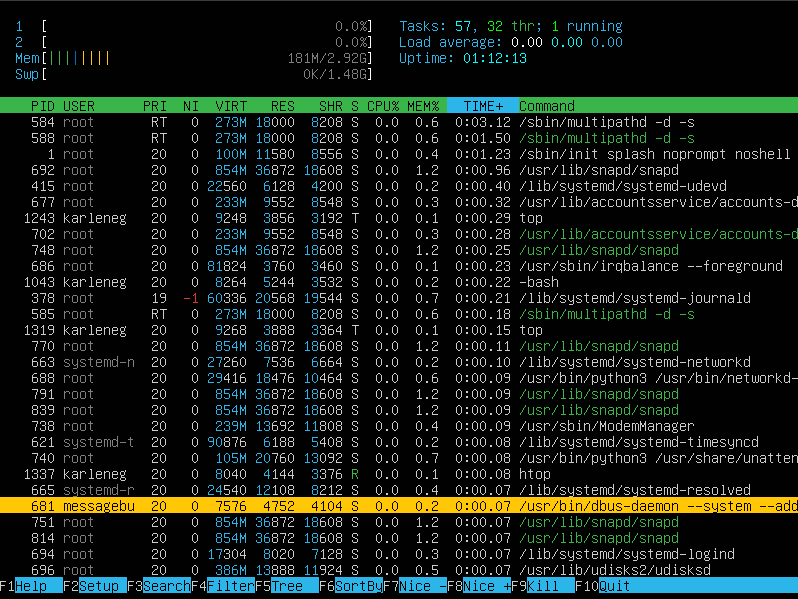 1  [ 0.0%] Tasks: 57, 32 thr; 1 running
2  [ 0.0%] Load average: 0.00 0.00 0.00
Mem[|||||||| 181M/2.92G] Uptime: 01:12:13
Swp[ 0K/1.48G]
PID USER PRI NI VIRT RES SHR S CPU% MEM% TIME+ Command
584 root RT 0 273M 18000 8208 S 0.0 0.6 0:03.12 /sbin/multipathd -d -s
588 root RT 0 273M 18000 8208 S 0.0 0.6 0:01.50 /sbin/multipathd -d -s
1 root 20 0 100M 11580 8556 S 0.0 0.4 0:01.23 /sbin/init splash noprompt noshell
692 root 20 0 854M 36872 18608 S 0.0 1.2 0:00.96 /usr/lib/snapd/snapd
415 root 20 0 22560 6128 4200 S 0.0 0.2 0:00.40 /lib/systemd/systemd-udevd
677 root 20 0 233M 9552 8548 S 0.0 0.3 0:00.32 /usr/lib/accountsservice/accounts-d
1243 karleneg 20 0 9248 3856 3192 T 0.0 0.1 0:00.29 top
702 root 20 0 233M 9552 8548 S 0.0 0.3 0:00.28 /usr/lib/accountsservice/accounts-d
748 root 20 0 854M 36872 18608 S 0.0 1.2 0:00.25 /usr/lib/snapd/snapd
686 root 20 0 81824 3760 3460 S 0.0 0.1 0:00.23 /usr/sbin/irqbalance --foreground
1043 karleneg 20 0 8264 5244 3532 S 0.0 0.2 0:00.22 -bash
378 root 19 -1 60336 20568 19544 S 0.0 0.7 0:00.21 /lib/systemd/systemd-journald
585 root RT 0 273M 18000 8208 S 0.0 0.6 0:00.18 /sbin/multipathd -d -s
1319 karleneg 20 0 9268 3888 3364 T 0.0 0.1 0:00.15 top
770 root 20 0 854M 36872 18608 S 0.0 1.2 0:00.11 /usr/lib/snapd/snapd
663 systemd-n 20 0 27260 7536 6664 S 0.0 0.2 0:00.10 /lib/systemd/systemd-networkd
688 root 20 0 29416 18476 10464 S 0.0 0.6 0:00.09 /usr/bin/python3 /usr/bin/networkd-
791 root 20 0 854M 36872 18608 S 0.0 1.2 0:00.09 /usr/lib/snapd/snapd
839 root 20 0 854M 36872 18608 S 0.0 1.2 0:00.09 /usr/lib/snapd/snapd
738 root 20 0 239M 13692 11808 S 0.0 0.4 0:00.09 /usr/sbin/ModemManager
621 systemd-t 20 0 90876 6188 5408 S 0.0 0.2 0:00.08 /lib/systemd/systemd-timesyncd
740 root 20 0 105M 20760 13092 S 0.0 0.7 0:00.08 /usr/bin/python3 /usr/share/unatten
1337 karleneg 20 0 8040 4144 3376 R 0.0 0.1 0:00.08 htop
665 systemd-r 20 0 24540 12108 8212 S 0.0 0.4 0:00.07 /lib/systemd/systemd-resolved
681 messagebu 20 0 7576 4752 4104 S 0.0 0.2 0:00.07 /usr/bin/dbus-daemon --system --add
751 root 20 0 854M 36872 18608 S 0.0 1.2 0:00.07 /usr/lib/snapd/snapd
814 root 20 0 854M 36872 18608 S 0.0 1.2 0:00.07 /usr/lib/snapd/snapd
694 root 20 0 17304 8020 7128 S 0.0 0.3 0:00.07 /lib/systemd/systemd-logind
696 root 20 0 386M 13888 11924 S 0.0 0.5 0:00.07 /usr/lib/udisks2/udisksd
F1Help F2Setup F3SearchF4FilterF5Tree F6SortByF7Nice -F8Nice +F9Kill F10Quit